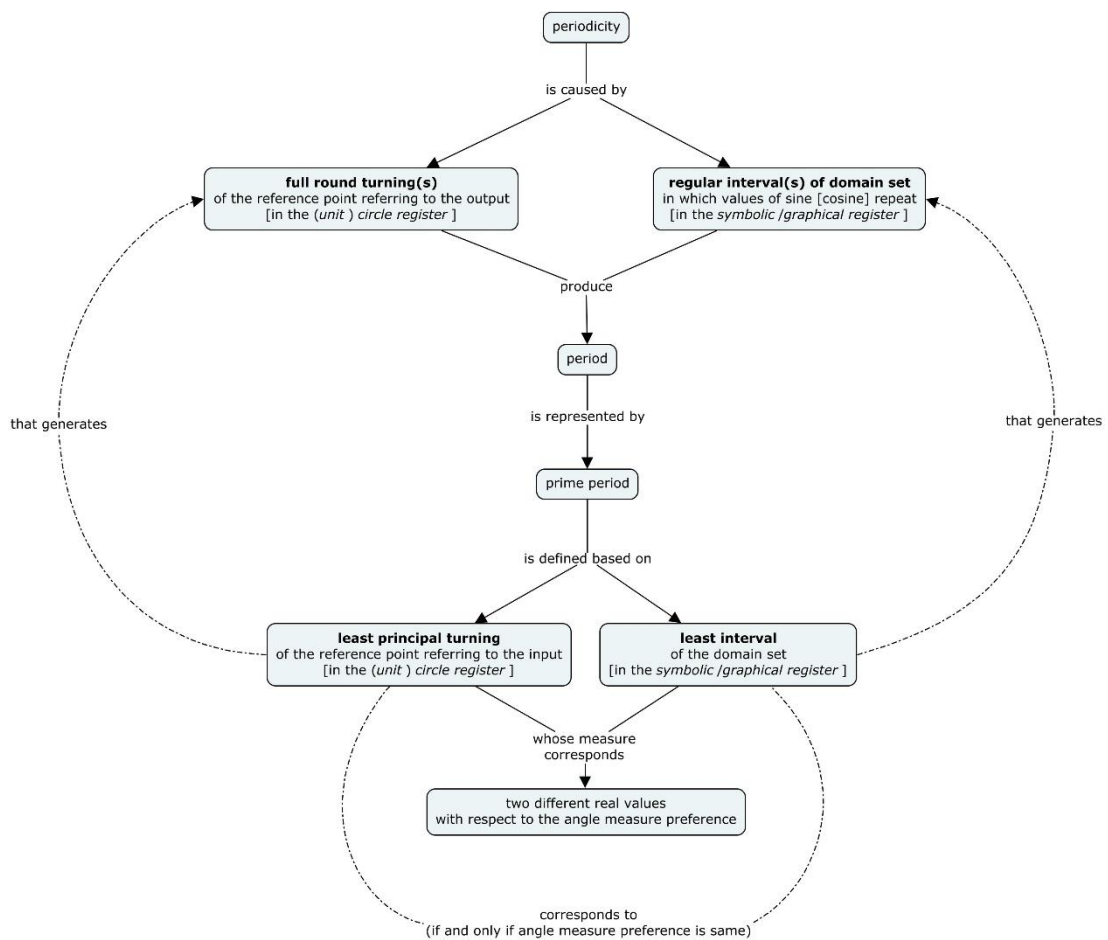 periodicity
is caused by
full round turning(s)
of the reference point referring to the output
[in the (unit ) circle register ]
regular interval(s) of domain set
in which values of sine [cosine] repeat
[in the symbolic /graphical register ]
produce
period
that generates
is represented by
that generates
prime period
is defined based on
least principal turning
of the reference point referring to the input
[in the (unit ) circle register ]
least interval
of the domain set
[in the symbolic /graphical register ]
whose measure
corresponds
two different real values
with respect to the angle measure preference
corresponds to
(if and only if angle measure preference is same)